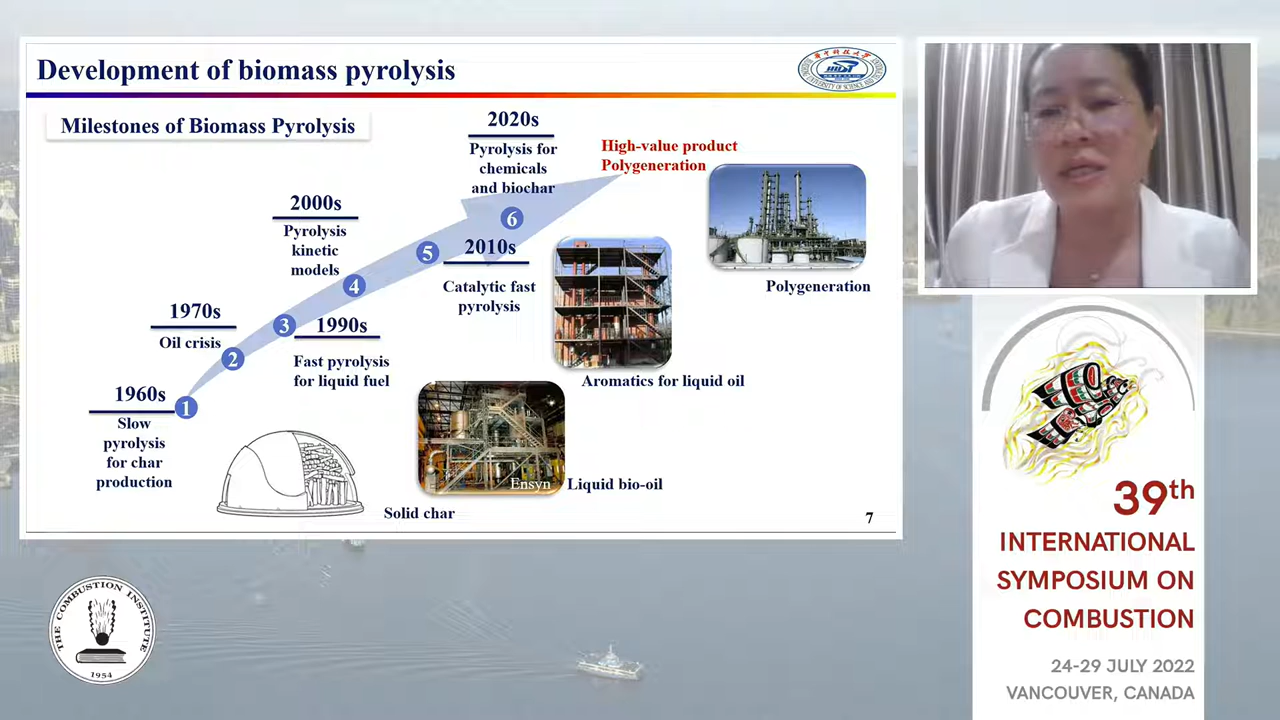 Development of biomass pyrolysis
Milestones of Biomass Pyrolysis
2020s
Pyrolysis for
chemicals
and biochar
High-value product
Polygeneration
2000s
Pyrolysis
kinetic
models
6
5
2010s
Catalytic fast
pyrolysis
Polygeneration
4
1970s
Oil crisis
3
1990s
Fast pyrolysis
for liquid fuel
2
Aromatics for liquid oil
1960s
1
Slow
pyrolysis
for char
production
Ensyn
Liquid bio-oil
Solid char
7
39th
INTERNATIONAL
SYMPOSIUM ON
COMBUSTION
24-29 JULY 2022
VANCOUVER, CANADA
THE COMBUSTION INSTITUTE
1954